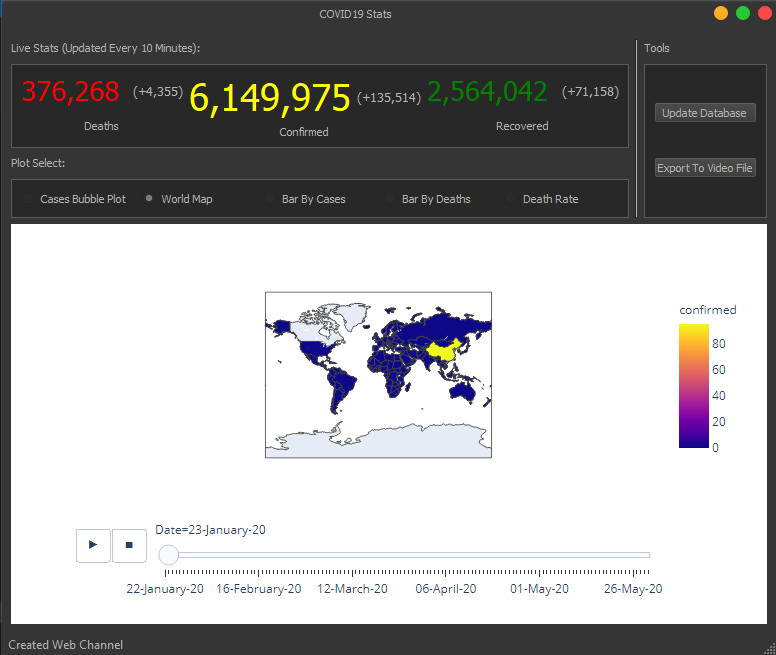 COVID19 Stats
Live Stats (Updated Every 10 Minutes):
Tools
376,268 (+4,355) 6,149,975 (+135,514) 2,564,042 (+71,158)
Deaths Confirmed Recovered
Update Database
Export To Video File
Plot Select:
Cases Bubble Plot World Map Bar By Cases Bar By Deaths Death Rate
confirmed
80
60
40
20
0
Date=23-January-20
22-January-20 16-February-20 12-March-20 06-April-20 01-May-20 26-May-20
Created Web Channel